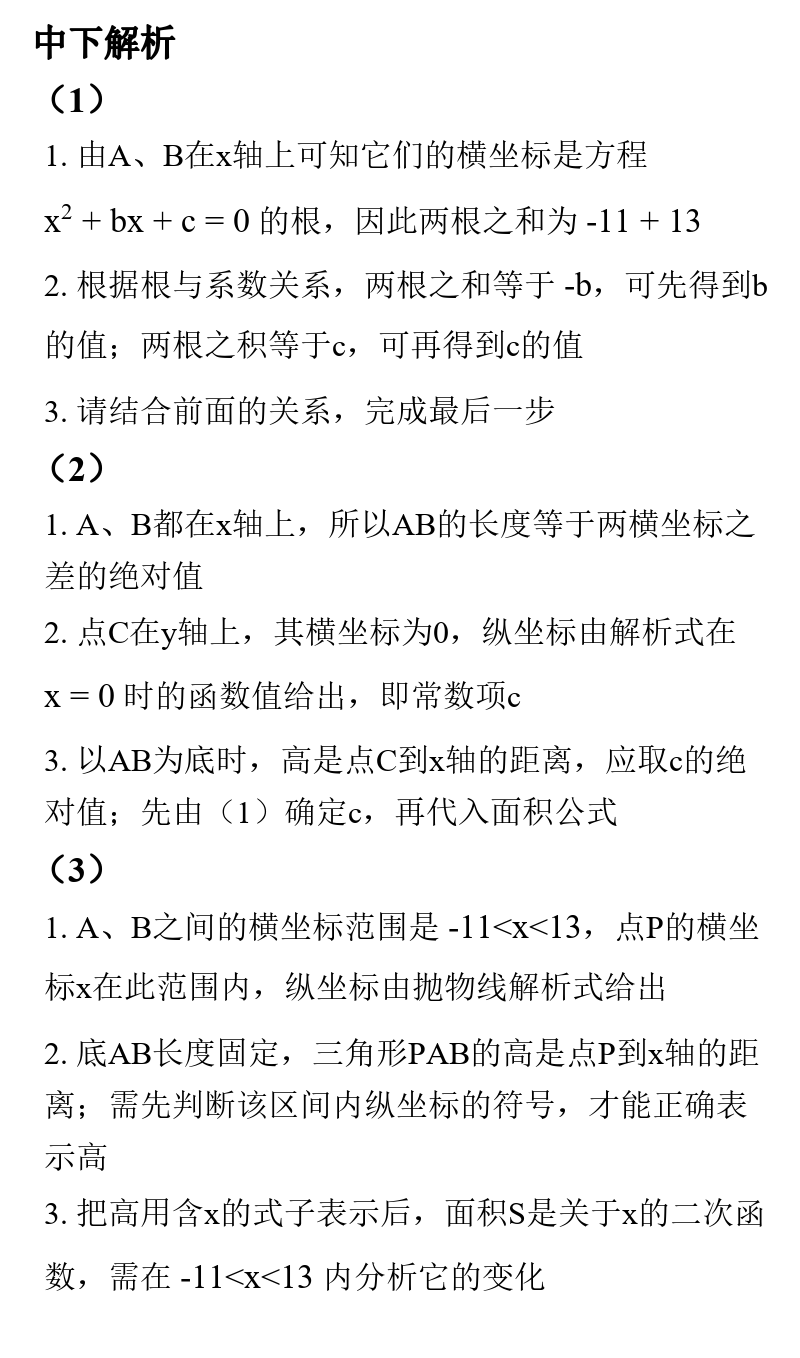 中下解析
（1）
1. 由A、B在x轴上可知它们的横坐标是方程
x² + bx + c = 0 的根，因此两根之和为 -11 + 13
2. 根据根与系数关系，两根之和等于 -b，可先得到b
的值；两根之积等于c，可再得到c的值
3. 请结合前面的关系，完成最后一步
（2）
1. A、B都在x轴上，所以AB的长度等于两横坐标之
差的绝对值
2. 点C在y轴上，其横坐标为0，纵坐标由解析式在
x = 0 时的函数值给出，即常数项c
3. 以AB为底时，高是点C到x轴的距离，应取c的绝
对值；先由（1）确定c，再代入面积公式
（3）
1. A、B之间的横坐标范围是 -11<x<13，点P的横坐
标x在此范围内，纵坐标由抛物线解析式给出
2. 底AB长度固定，三角形PAB的高是点P到x轴的距
离；需先判断该区间内纵坐标的符号，才能正确表
示高
3. 把高用含x的式子表示后，面积S是关于x的二次函
数，需在 -11<x<13 内分析它的变化